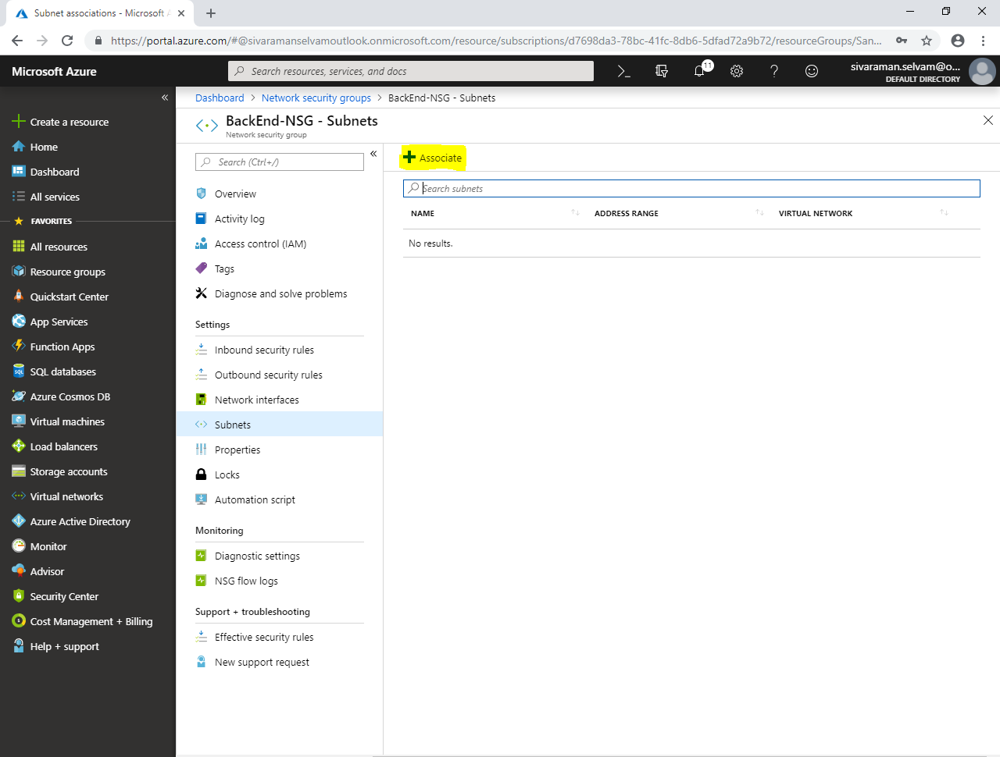 Subnet associations - Microsoft A
https://portal.azure.com/#@sivaramanselvamoutlook.onmicrosoft.com/resource/subscriptions/d7698da3-78bc-41fc-8db6-5dfad72a9b72/resourceGroups/San...
Microsoft Azure
Search resources, services, and docs
11
sivaraman.selvam@o...
DEFAULT DIRECTORY
Create a resource
Home
Dashboard
All services
FAVORITES
All resources
Resource groups
Quickstart Center
App Services
Function Apps
SQL
SQL databases
Azure Cosmos DB
Virtual machines
Load balancers
Storage accounts
Virtual networks
Azure Active Directory
Monitor
Advisor
Security Center
Cost Management + Billing
Help + support
Dashboard > Network security groups > BackEnd-NSG - Subnets
BackEnd-NSG - Subnets
Network security group
Search (Ctrl+/)
Overview
Activity log
Access control (IAM)
Tags
Diagnose and solve problems
Settings
Inbound security rules
Outbound security rules
Network interfaces
Subnets
Properties
Locks
Automation script
Monitoring
Diagnostic settings
NSG flow logs
Support + troubleshooting
Effective security rules
New support request
Associate
Search subnets
NAME ADDRESS RANGE VIRTUAL NETWORK
No results.